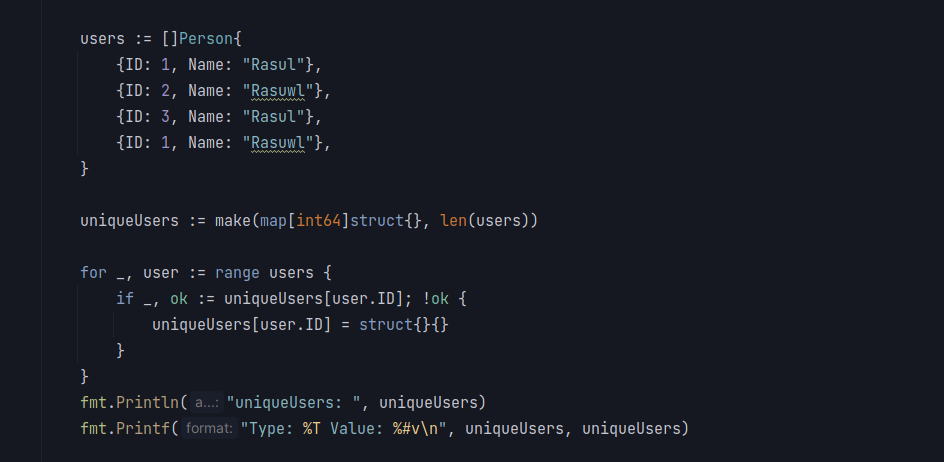 users := []Person{
    {ID: 1, Name: "Rasul"},
    {ID: 2, Name: "Rasuwl"},
    {ID: 3, Name: "Rasul"},
    {ID: 1, Name: "Rasuwl"},
}
uniqueUsers := make(map[int64]struct{}, len(users))
for _, user := range users {
    if _, ok := uniqueUsers[user.ID]; !ok {
        uniqueUsers[user.ID] = struct{}{}
    }
}
fmt.Println( a...: "uniqueUsers: ", uniqueUsers)
fmt.Printf( format: "Type: %T Value: %#v\n", uniqueUsers, uniqueUsers)